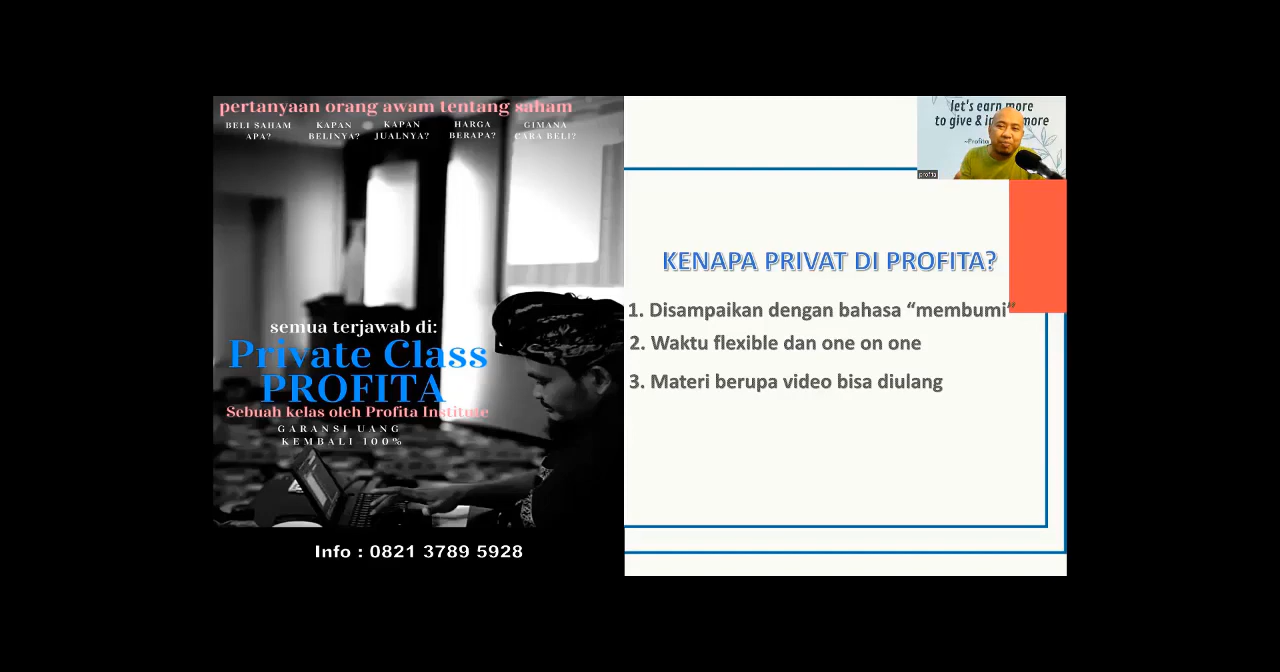 pertanyaan orang awam tentang saham
BELI SAHAM
APA?
KAPAN
BELINYA?
KAPAN
JUALNYA?
HARGA
BERAPA?
GIMANA
CARA BELI?
semua terjawab di:
Private Class
PROFITA
Sebuah kelas oleh Profita Institute
GARANSI UANG
KEMBALI 100%
Info : 0821 3789 5928
let's earn more
to give & more
~Profita
profita
KENAPA PRIVAT DI PROFITA?
1. Disampaikan dengan bahasa “membumi”
2. Waktu flexible dan one on one
3. Materi berupa video bisa diulang